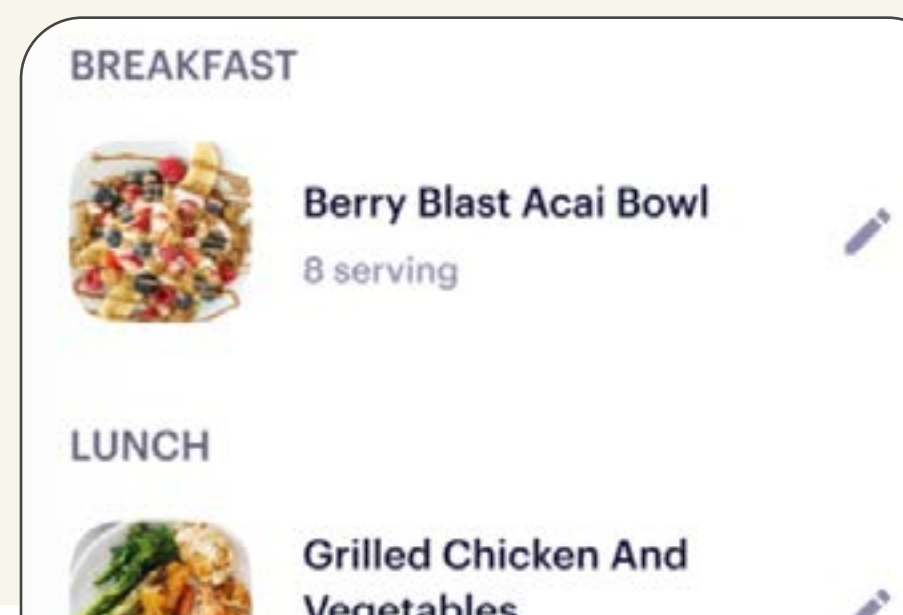 BREAKFAST
Berry Blast Acai Bowl
8 serving
LUNCH
Grilled Chicken And
Vegetables